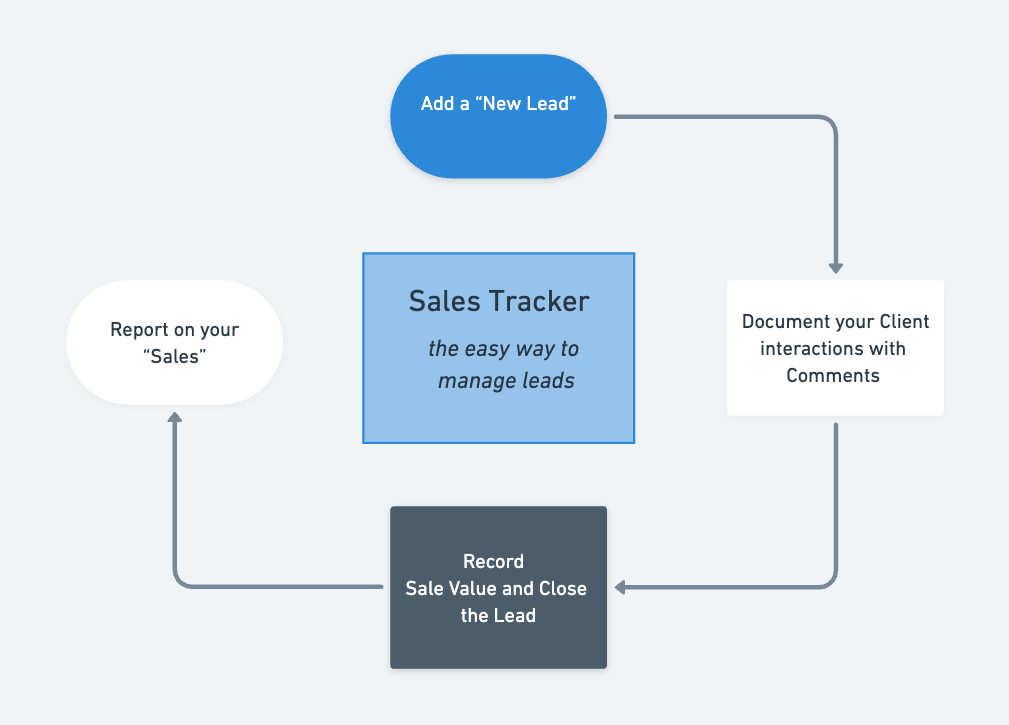 Add a “New Lead”
Sales Tracker
the easy way to
manage leads
Document your Client
interactions with
Comments
Record
Sale Value and Close
the Lead
Report on your
“Sales”